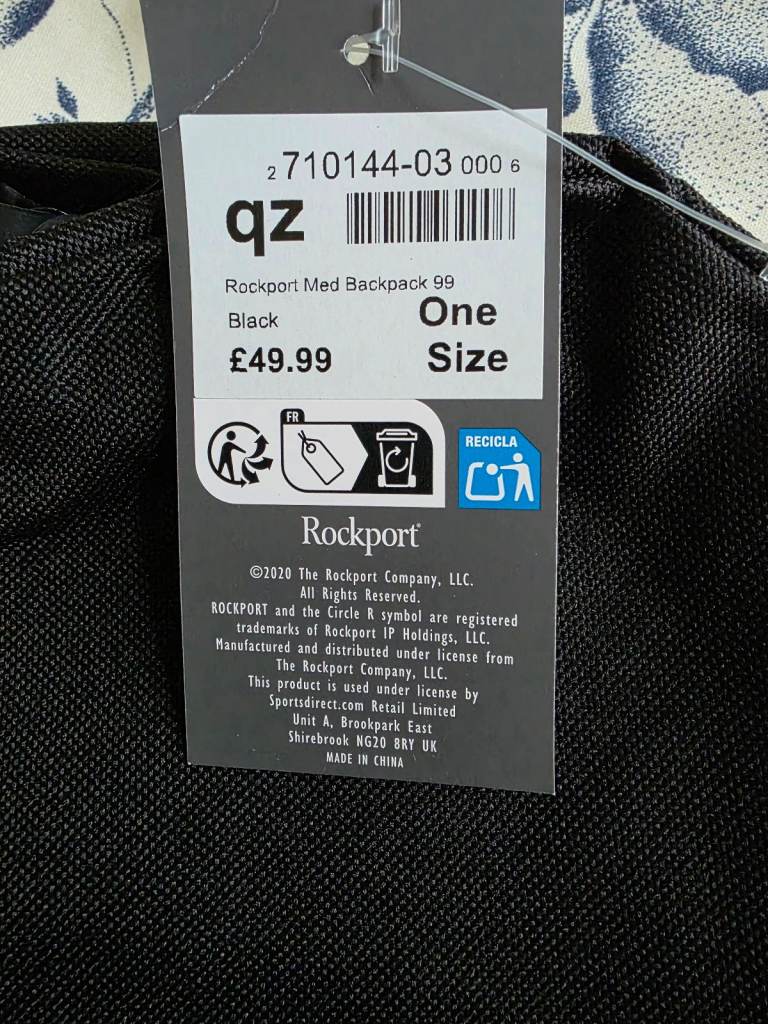 2 710144-03 000 6
qz
Rockport Med Backpack 99
Black One
£49.99 Size
FR
RECICLA
Rockport
©2020 The Rockport Company, LLC.
All Rights Reserved.
ROCKPORT and the Circle R symbol are registered
trademarks of Rockport IP Holdings, LLC.
Manufactured and distributed under license from
The Rockport Company, LLC.
This product is used under license by
Sportsdirect.com Retail Limited
Unit A, Brookpark East
Shirebrook NG20 8RY UK
MADE IN CHINA